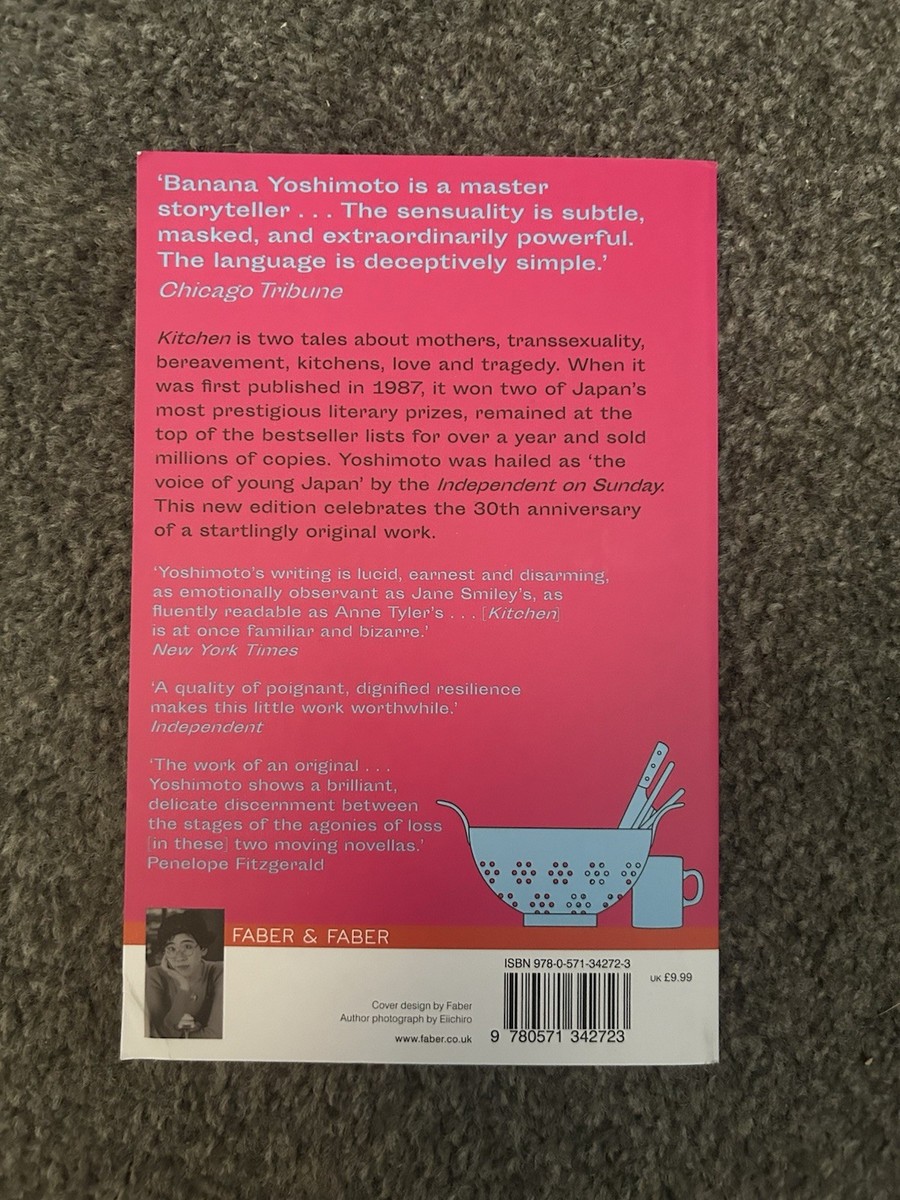 ‘Banana Yoshimoto is a master
storyteller . . . The sensuality is subtle,
masked, and extraordinarily powerful.
The language is deceptively simple.’
Chicago Tribune
Kitchen is two tales about mothers, transsexuality,
bereavement, kitchens, love and tragedy. When it
was first published in 1987, it won two of Japan’s
most prestigious literary prizes, remained at the
top of the bestseller lists for over a year and sold
millions of copies. Yoshimoto was hailed as ‘the
voice of young Japan’ by the Independent on Sunday.
This new edition celebrates the 30th anniversary
of a startlingly original work.
‘Yoshimoto’s writing is lucid, earnest and disarming,
as emotionally observant as Jane Smiley’s, as
fluently readable as Anne Tyler’s . . . [Kitchen]
is at once familiar and bizarre.’
New York Times
‘A quality of poignant, dignified resilience
makes this little work worthwhile.’
Independent
‘The work of an original . . .
Yoshimoto shows a brilliant,
delicate discernment between
the stages of the agonies of loss
[in these] two moving novellas.’
Penelope Fitzgerald
FABER & FABER
ISBN 978-0-571-34272-3
UK £9.99
Cover design by Faber
Author photograph by Eiichiro
www.faber.co.uk
9 780571 342723